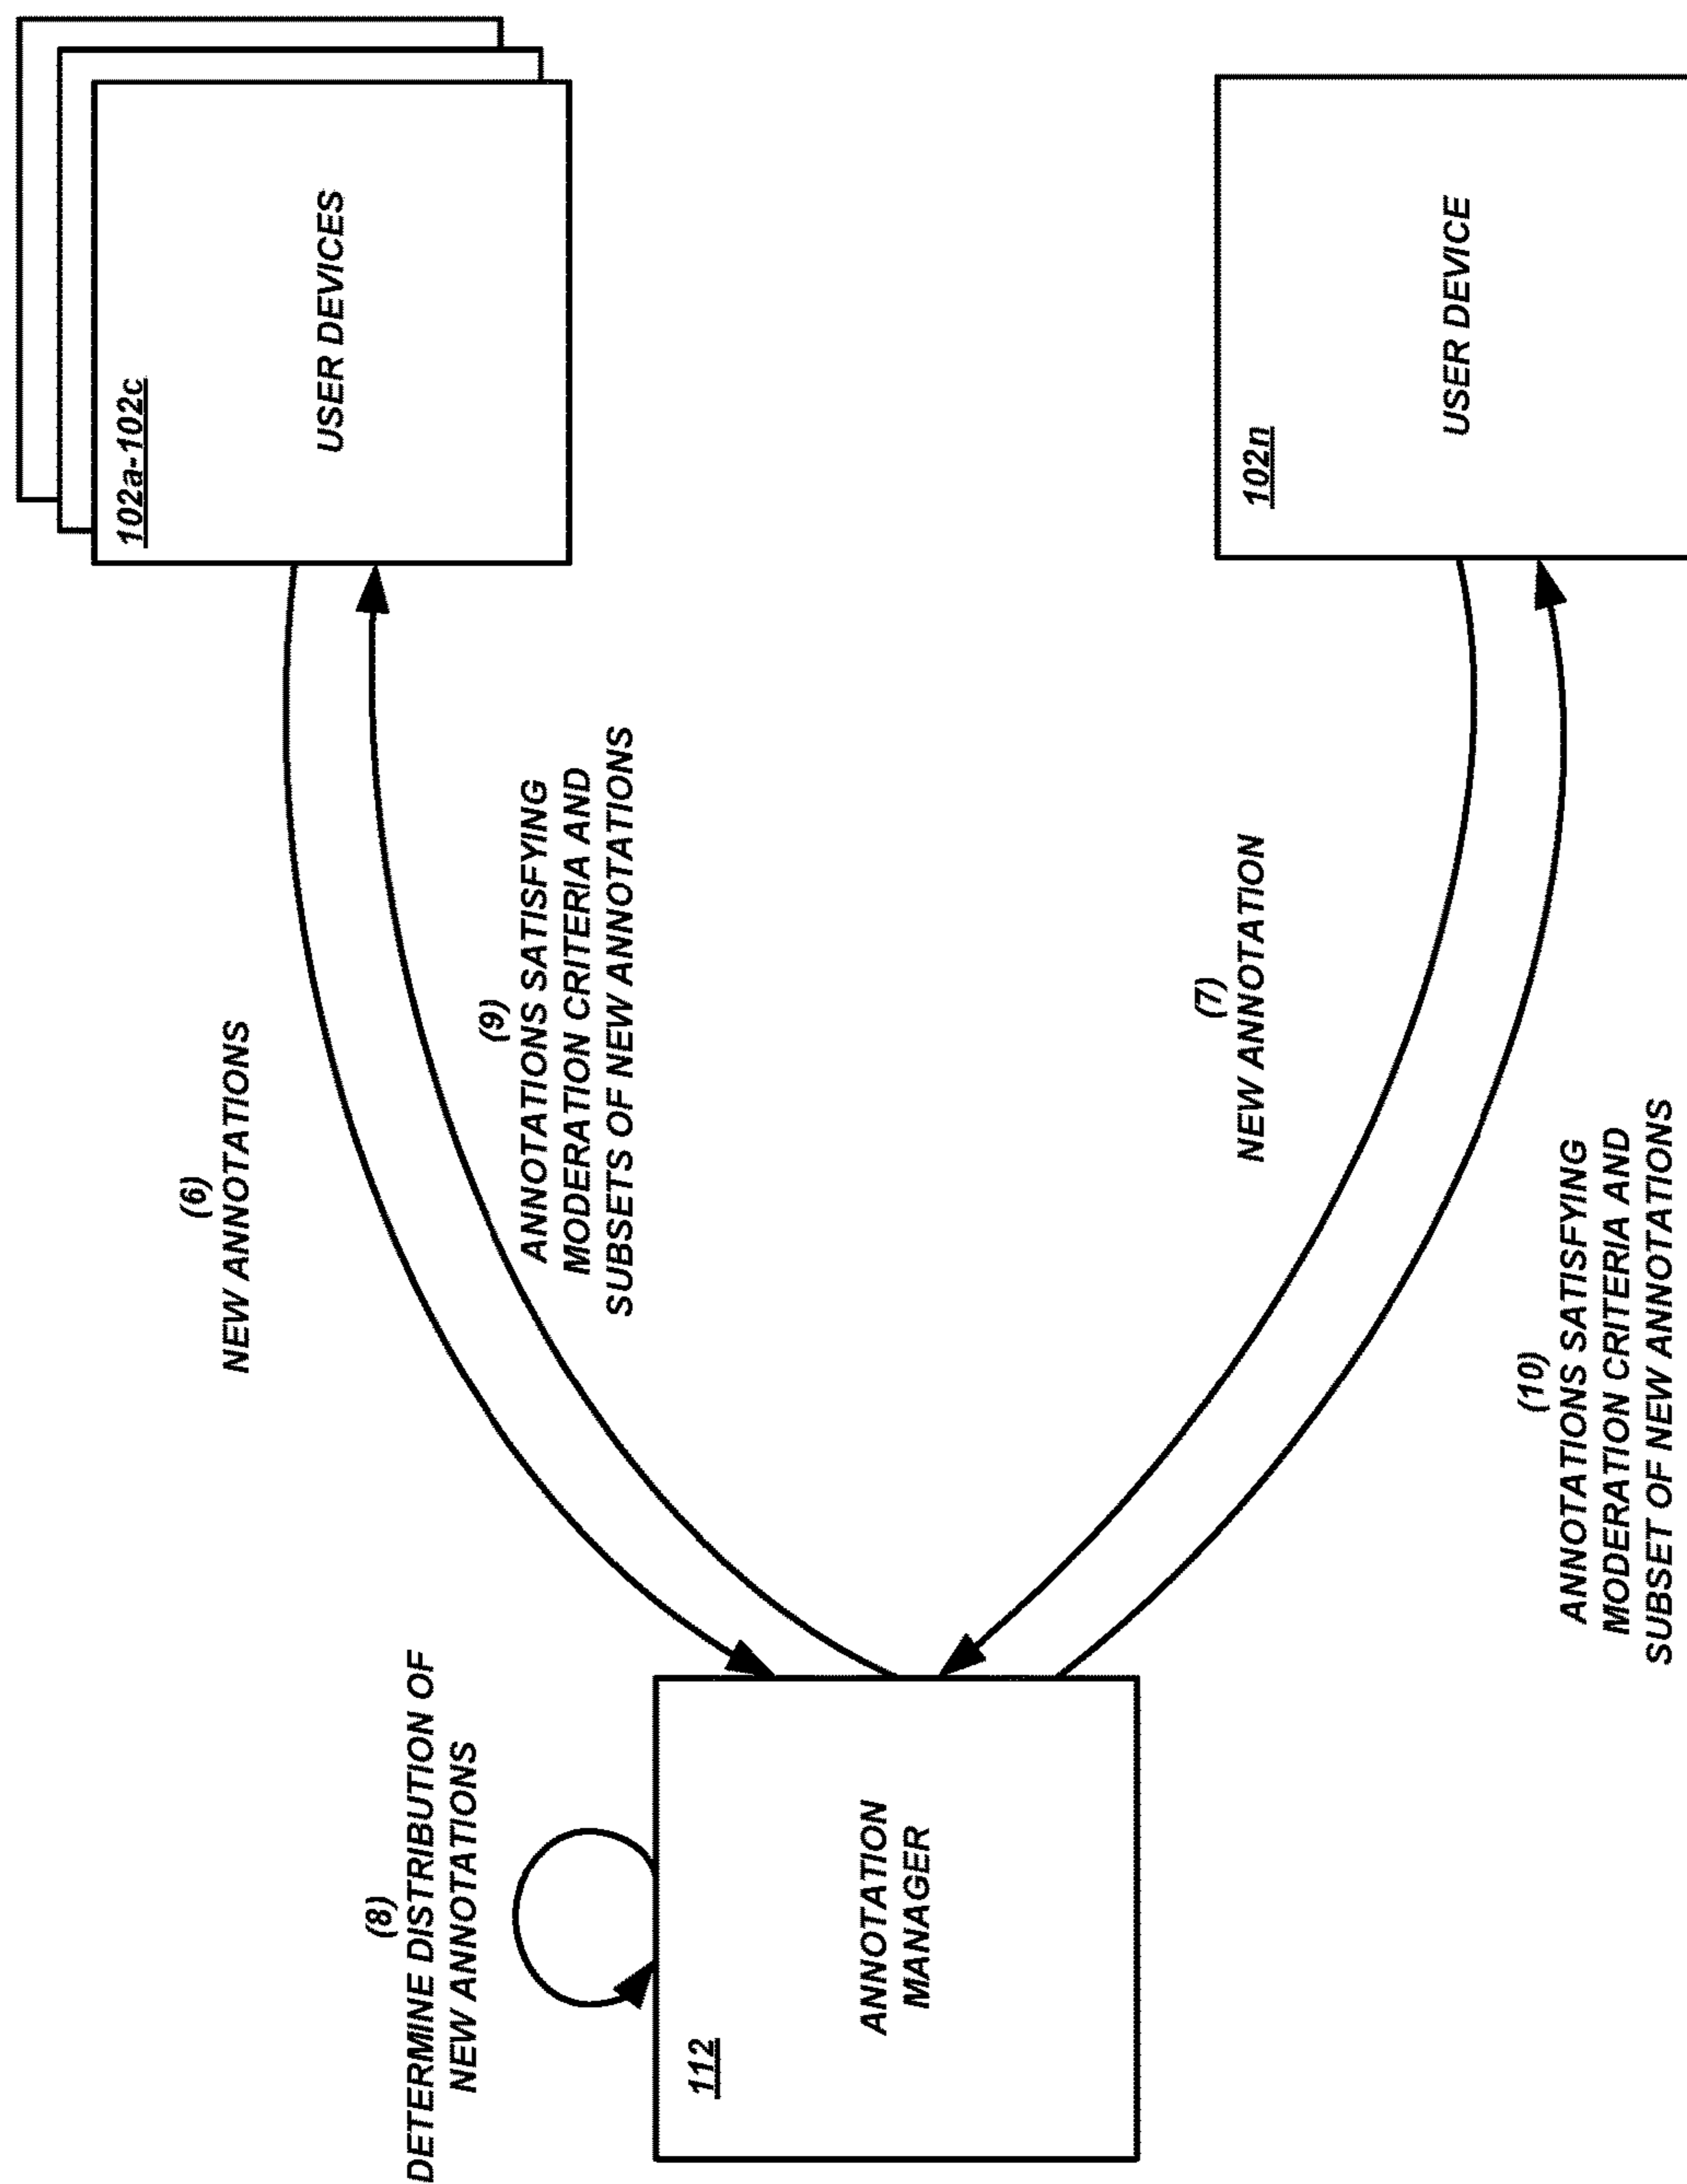 102a-102c
USER DEVICES
(6)
NEW ANNOTATIONS
(9)
ANNOTATIONS SATISFYING
MODERATION CRITERIA AND
SUBSETS OF NEW ANNOTATIONS
(8)
DETERMINE DISTRIBUTION OF
NEW ANNOTATIONS
112
ANNOTATION
MANAGER
(7)
NEW ANNOTATION
102n
USER DEVICE
(10)
ANNOTATIONS SATISFYING
MODERATION CRITERIA AND
SUBSET OF NEW ANNOTATIONS